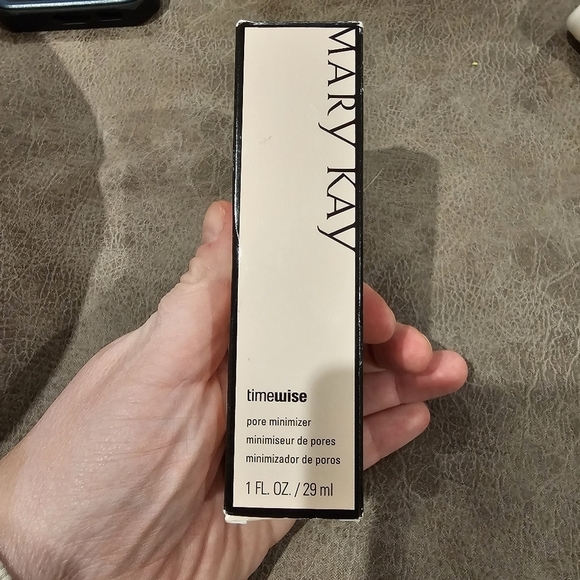 MARY KAY
timewise
pore minimizer
minimiseur de pores
minimizador de poros
1 FL. OZ. / 29 ml